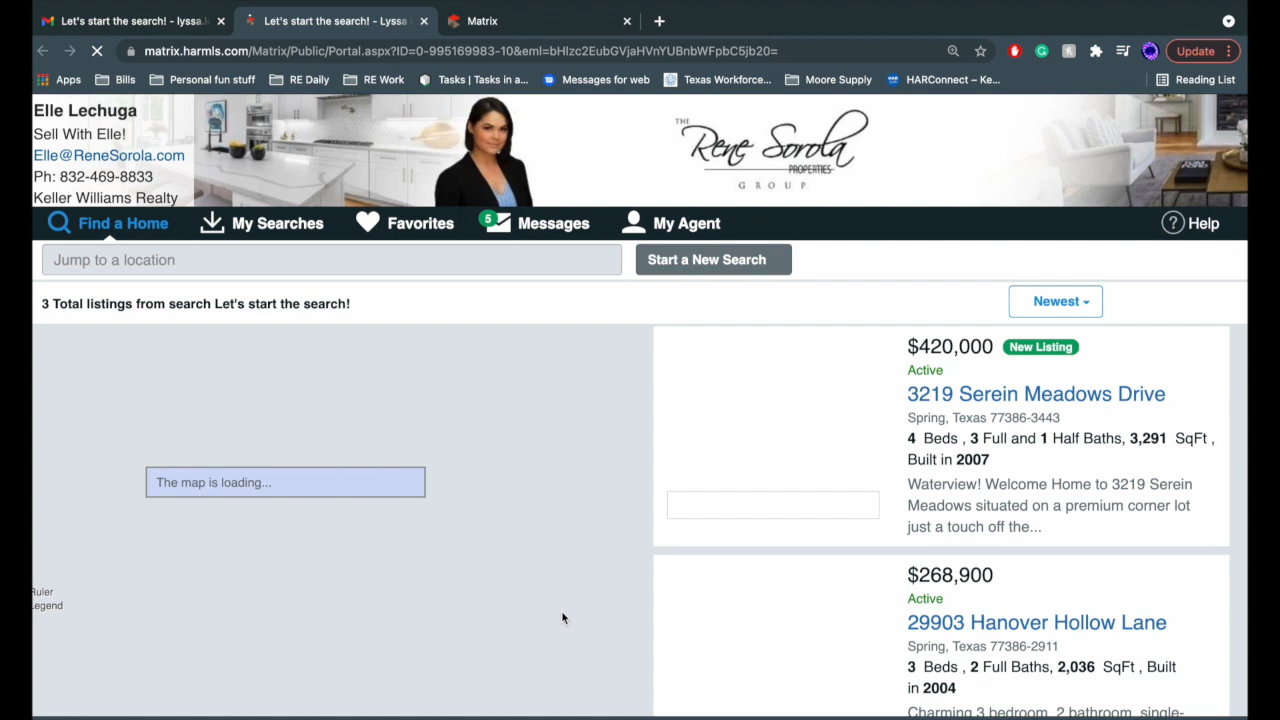 Let's start the search! - lyssa.l
Let's start the search! - Lyssa
Matrix
matrix.harmls.com/Matrix/Public/Portal.aspx?ID=0-995169983-10&eml=bHlzc2EubGVjaHVnYUBnbWFpbC5jb20=
Update
Apps
Bills
Personal fun stuff
RE Daily
RE Work
Tasks | Tasks in a...
Messages for web
Texas Workforce...
Moore Supply
HARConnect – Ke...
Reading List
Elle Lechuga
Sell With Elle!
Elle@ReneSorola.com
Ph: 832-469-8633
Keller Williams Realty
THE
Rene Sorola
PROPERTIES
GROUP
Find a Home
My Searches
Favorites
5
Messages
My Agent
? Help
Jump to a location
Start a New Search
3 Total listings from search Let's start the search!
Newest
The map is loading...
Ruler
Legend
$420,000 New Listing
Active
3219 Serein Meadows Drive
Spring, Texas 77386-3443
4 Beds , 3 Full and 1 Half Baths, 3,291 SqFt ,
Built in 2007
Waterview! Welcome Home to 3219 Serein
Meadows situated on a premium corner lot
just a touch off the...
$268,900
Active
29903 Hanover Hollow Lane
Spring, Texas 77386-2911
3 Beds , 2 Full Baths, 2,036 SqFt , Built
in 2004
Charming 3 bedroom, 2 bathroom, single-